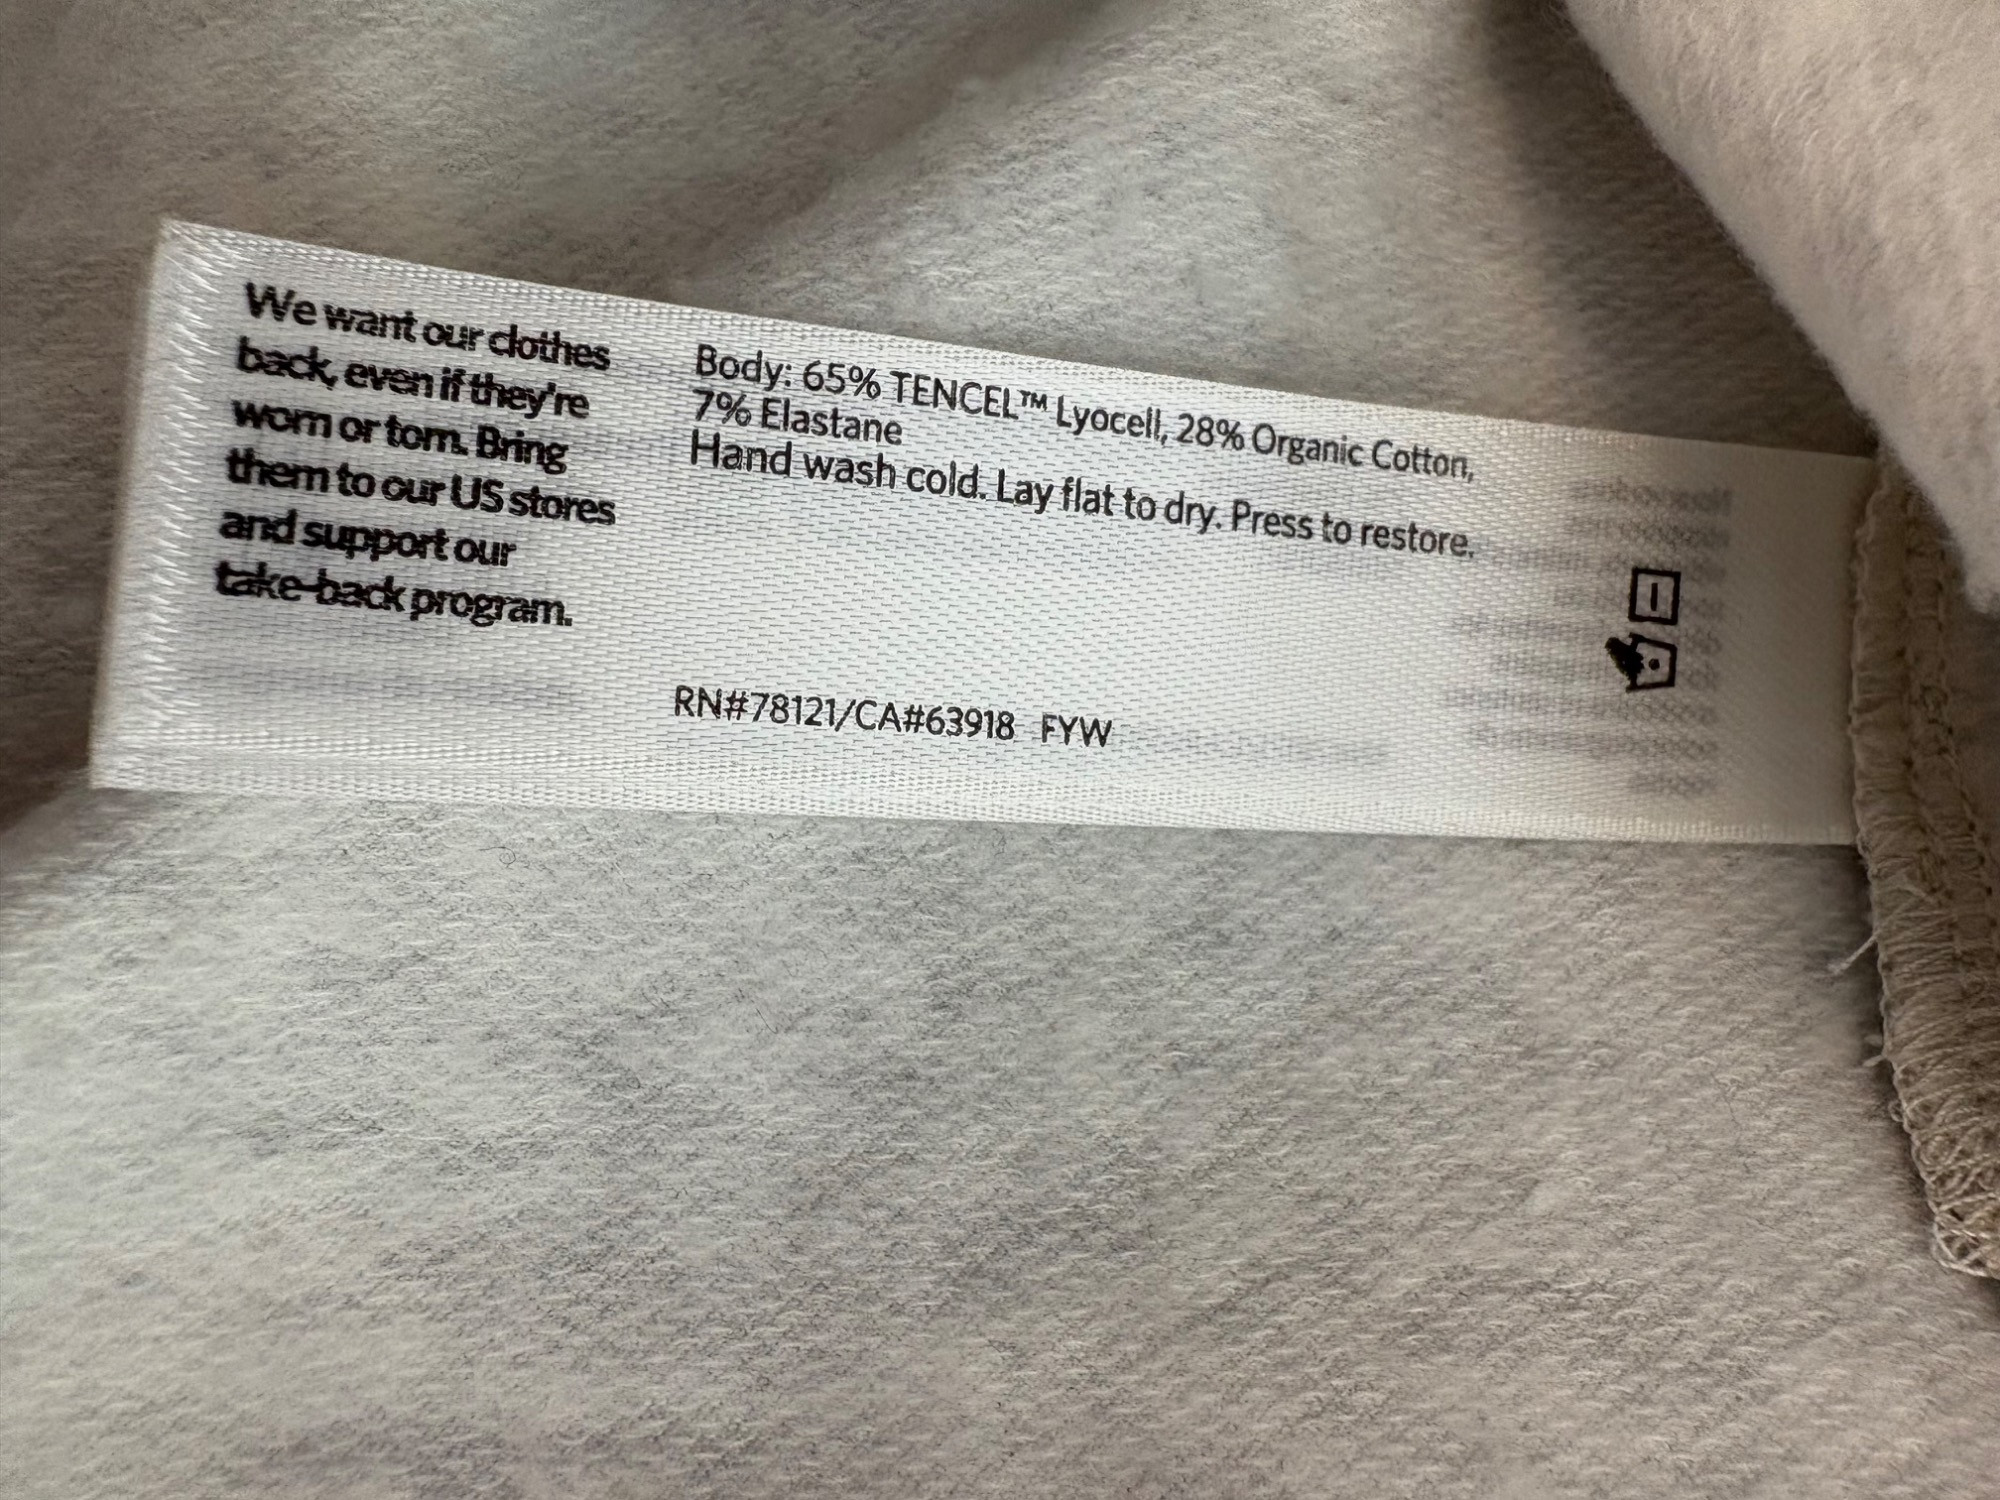 We want our clothes
back, even if they're
worn or torn. Bring
them to our US stores
and support our
take-back program.
Body: 65% TENCEL™ Lyocell, 28% Organic Cotton,
7% Elastane
Hand wash cold. Lay flat to dry. Press to restore.
RN#78121/CA#63918 FYW